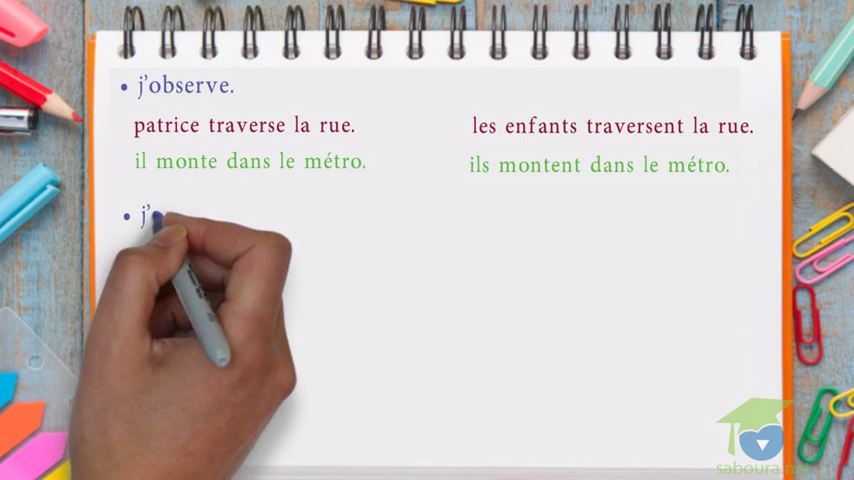 • j'observe.
patrice traverse la rue. les enfants traversent la rue.
il monte dans le métro. ils montent dans le métro.
• j'